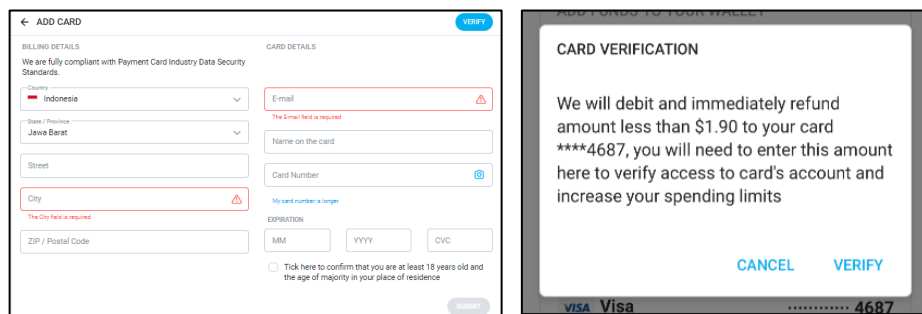 ← ADD CARD
VERIFY
BILLING DETAILS
We are fully compliant with Payment Card Industry Data Security
Standards.
Country
Indonesia
State / Province
Jawa Barat
Street
City
The City field is required
ZIP / Postal Code
CARD DETAILS
E-mail
The E-mail field is required
Name on the card
Card Number
My card number is longer
EXPIRATION
MM
YYYY
CVC
Tick here to confirm that you are at least 18 years old and
the age of majority in your place of residence
SUBMIT
ADD FUNDS TO YOUR WALLET
CARD VERIFICATION
We will debit and immediately refund
amount less than $1.90 to your card
****4687, you will need to enter this amount
here to verify access to card's account and
increase your spending limits
CANCEL
VERIFY
VISA Visa ············ 4687